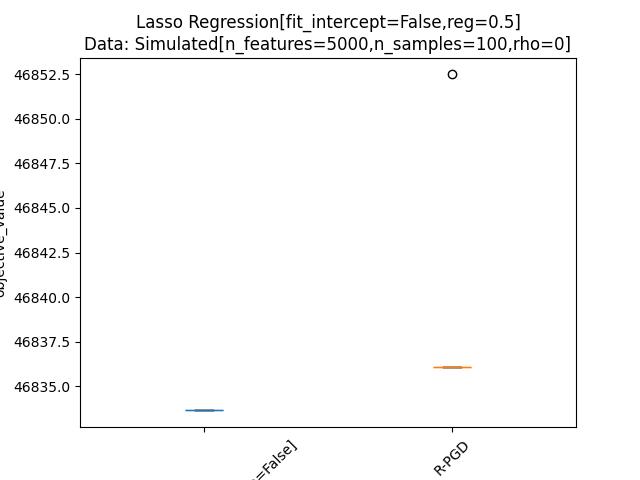 Lasso Regression[fit_intercept=False,reg=0.5]
Data: Simulated[n_features=5000,n_samples=100,rho=0]
46852.5
46850.0
46847.5
46845.0
46842.5
46840.0
46837.5
46835.0
objective_value
=False]
R-PGD